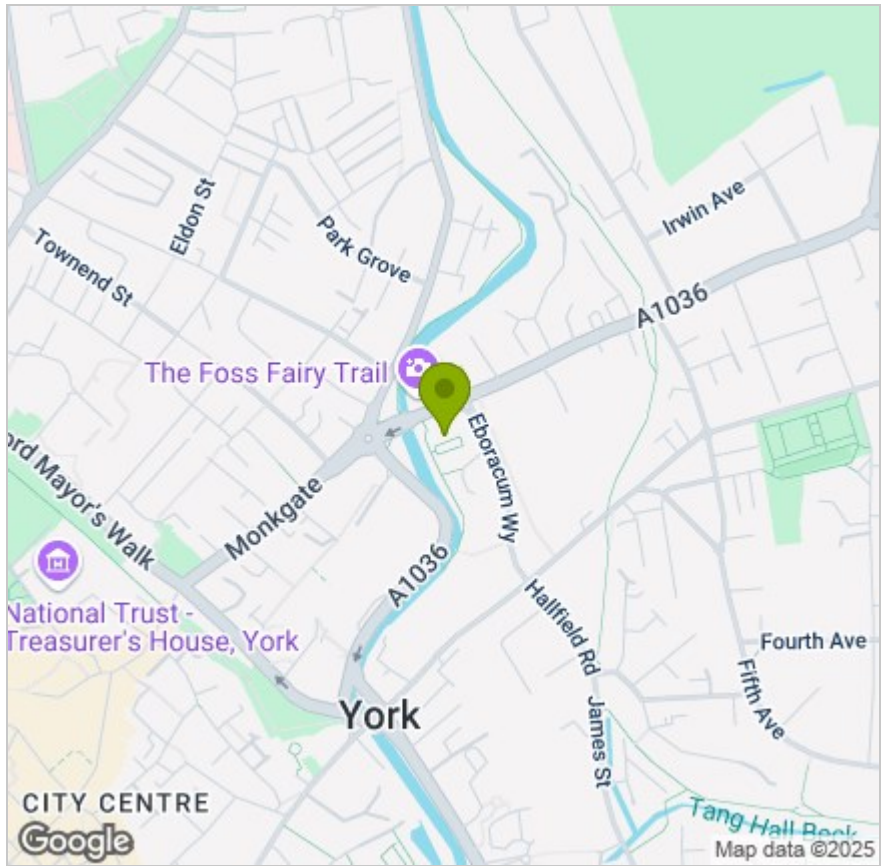 Eldon St
Park Grove
Irwin Ave
Townend St
A1036
The Foss Fairy Trail
Eboracum Wy
ord Mayor's Walk
Monkgate
A1036
National Trust -
Treasurer's House, York
Hallfield Rd
Fourth Ave
Fifth Ave
James St
York
CITY CENTRE
Tang Hall Beck
Google
Map data ©2025